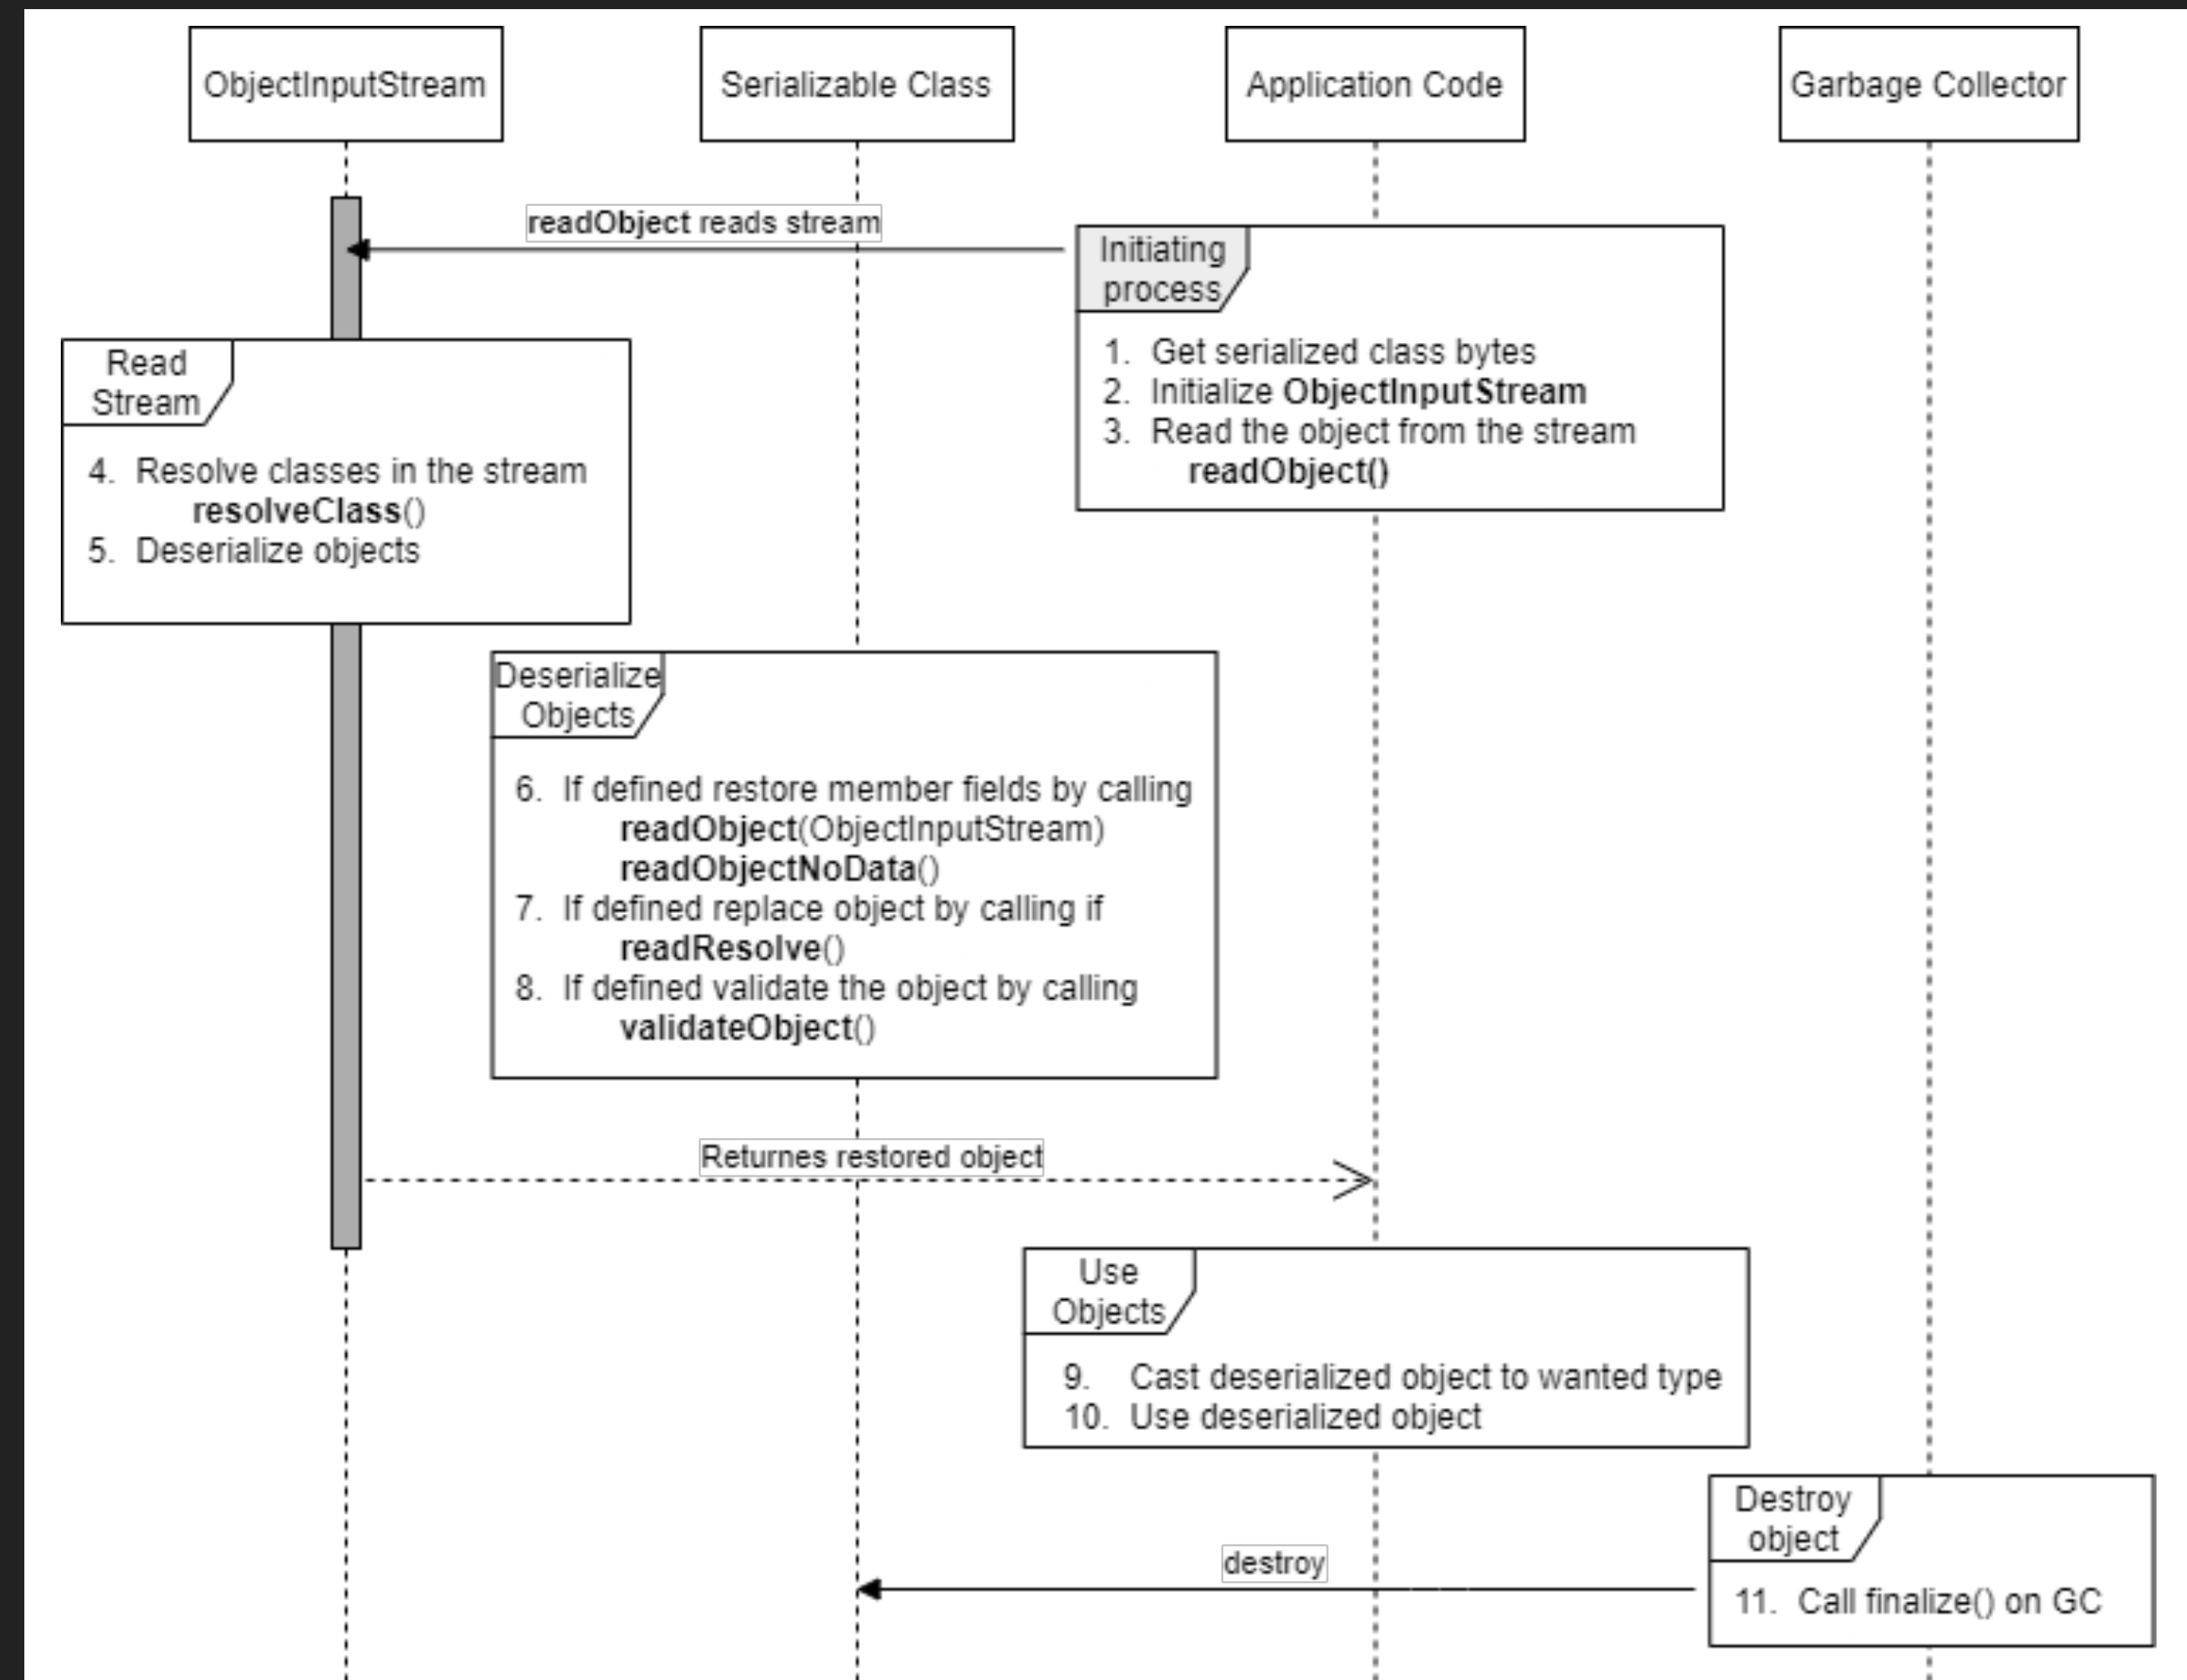 ObjectInputStream
Serializable Class
Application Code
Garbage Collector
readObject reads stream
Initiating
process
1. Get serialized class bytes
2. Initialize ObjectInputStream
3. Read the object from the stream
readObject()
Read
Stream
4. Resolve classes in the stream
resolveClass()
5. Deserialize objects
Deserialize
Objects
6. If defined restore member fields by calling
readObject(ObjectInputStream)
readObjectNoData()
7. If defined replace object by calling if
readResolve()
8. If defined validate the object by calling
validateObject()
Returnes restored object
Use
Objects
9. Cast deserialized object to wanted type
10. Use deserialized object
Destroy
object
destroy
11. Call finalize() on GC